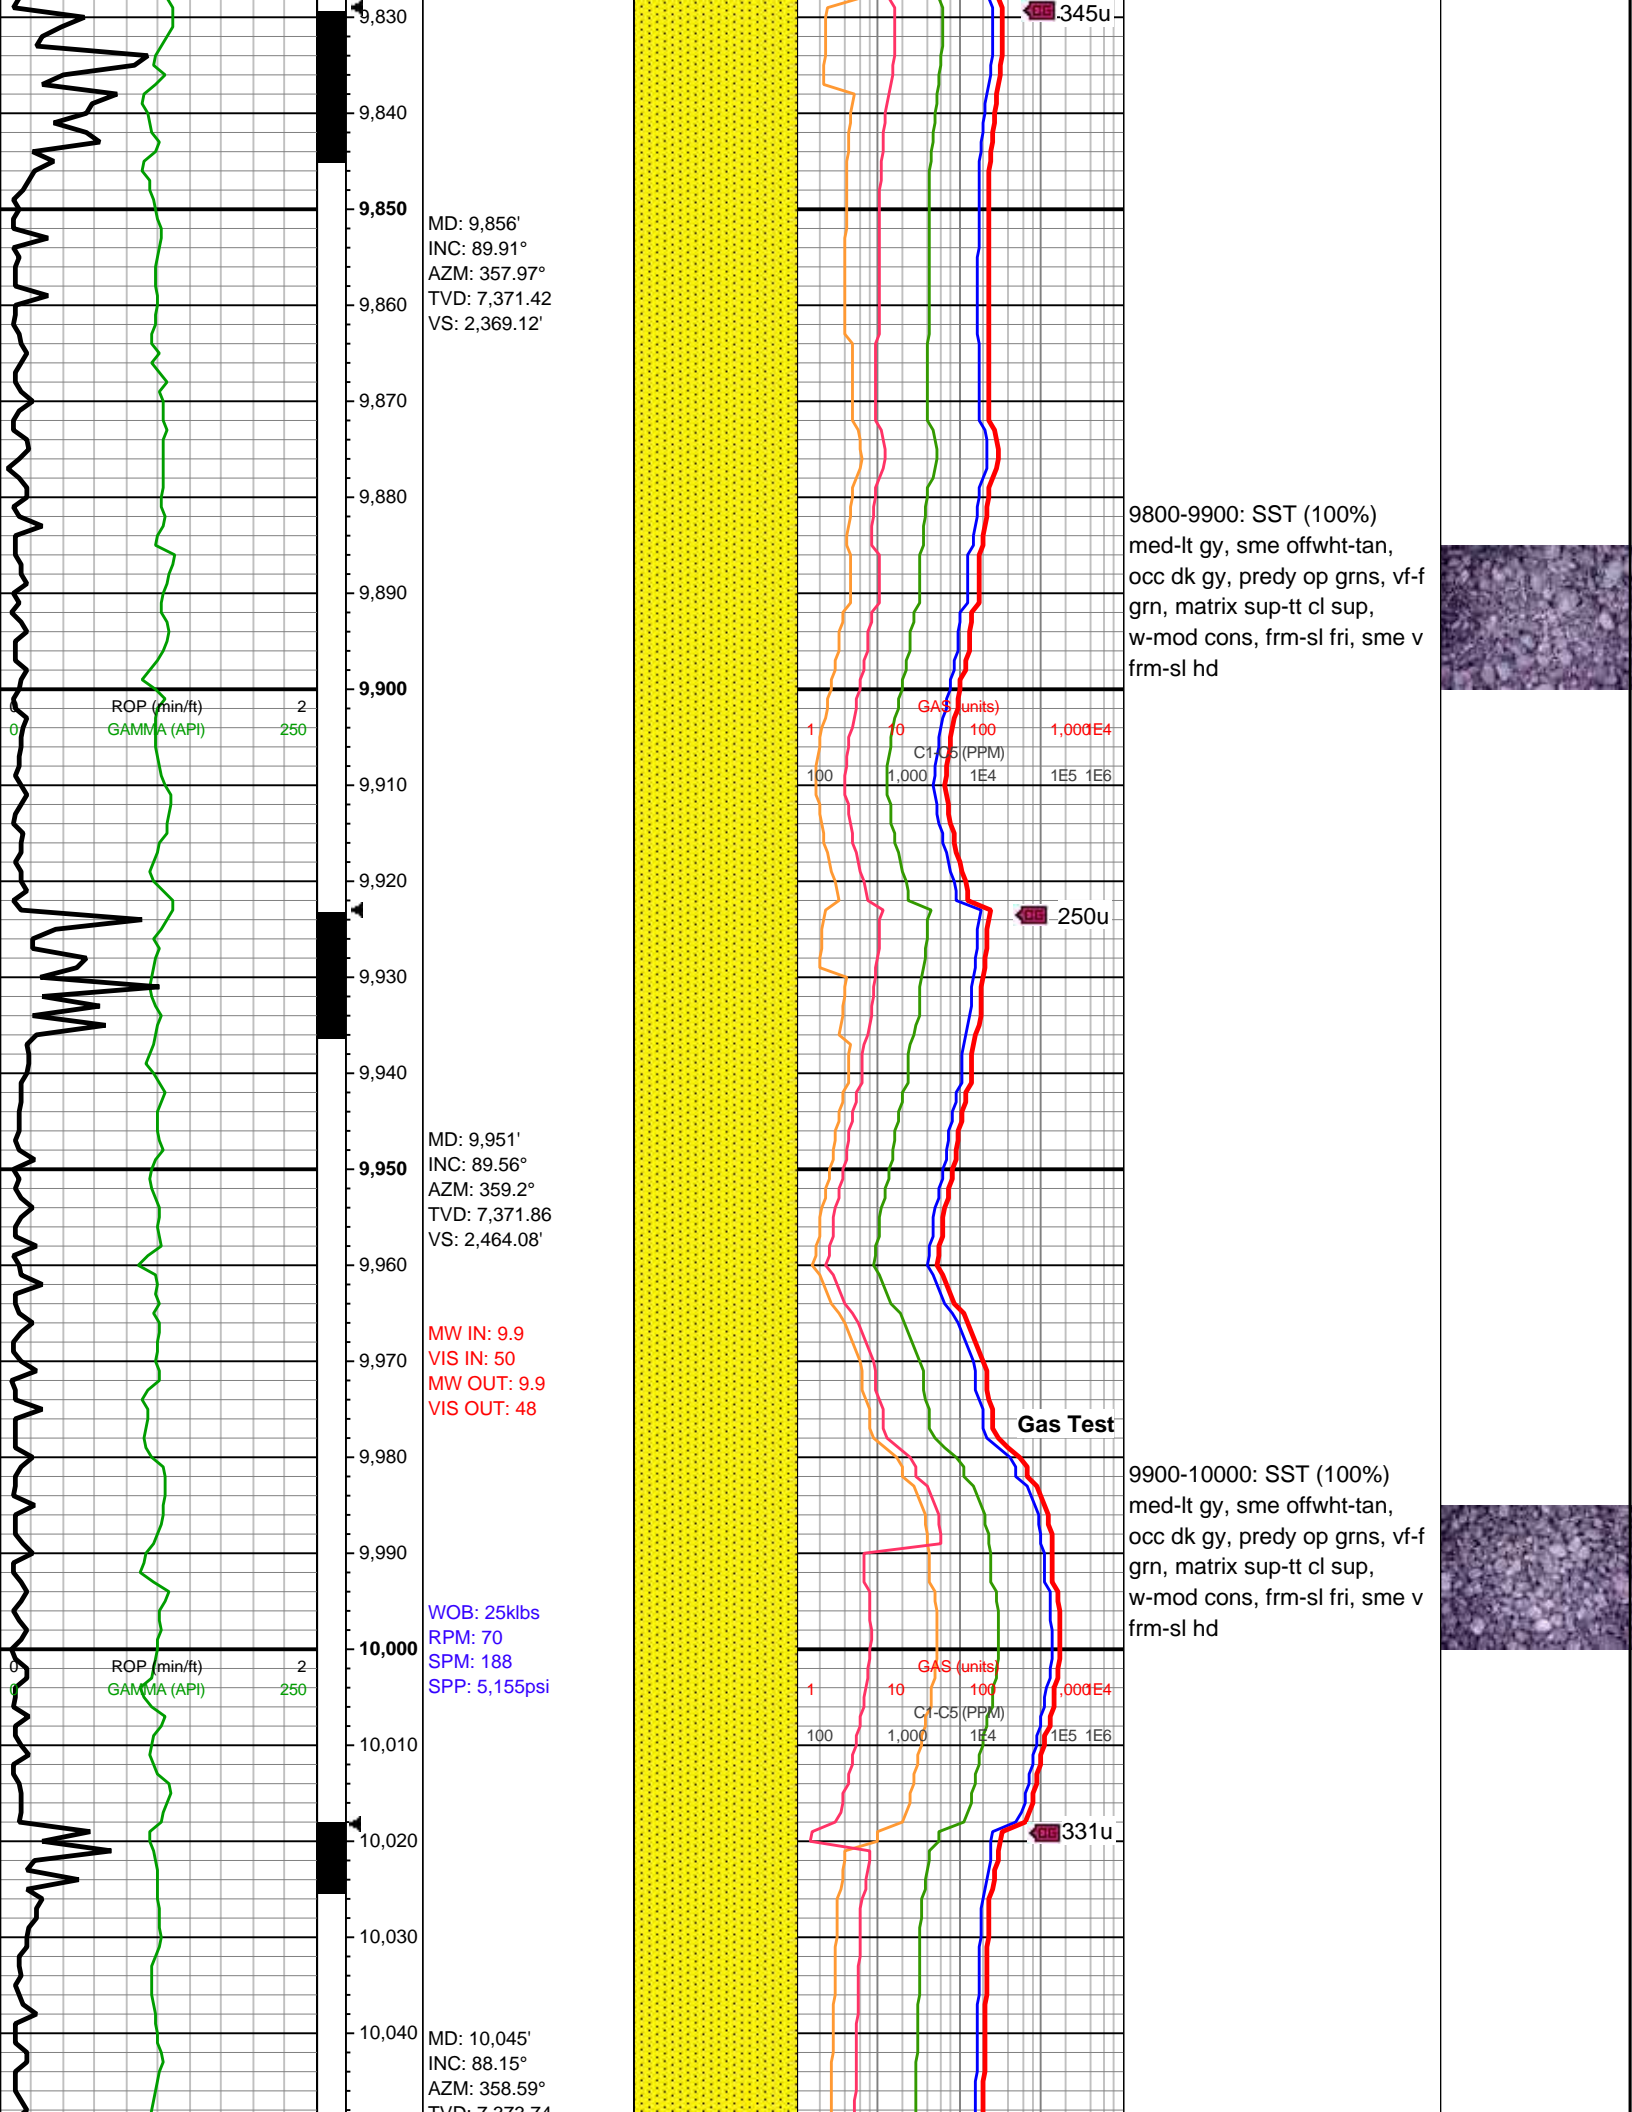 9,830
CG 345u
9,840
9,850
MD: 9,856'
INC: 89.91°
AZM: 357.97°
TVD: 7,371.42
VS: 2,369.12'
9,860
9,870
9,880
9,890
9800-9900: SST (100%)
med-lt gy, sme offwht-tan,
occ dk gy, predy op grns, vf-f
grn, matrix sup-tt cl sup,
w-mod cons, frm-sl fri, sme v
frm-sl hd
9,900
0 ROP (min/ft) 2
0 GAMMA (API) 250
GAS (units)
1 10 100 1,000 1E4
C1-C5 (PPM)
100 1,000 1E4 1E5 1E6
9,910
9,920
CG 250u
9,930
9,940
9,950
MD: 9,951'
INC: 89.56°
AZM: 359.2°
TVD: 7,371.86
VS: 2,464.08'
9,960
MW IN: 9.9
VIS IN: 50
MW OUT: 9.9
VIS OUT: 48
9,970
Gas Test
9,980
9,990
9900-10000: SST (100%)
med-lt gy, sme offwht-tan,
occ dk gy, predy op grns, vf-f
grn, matrix sup-tt cl sup,
w-mod cons, frm-sl fri, sme v
frm-sl hd
WOB: 25klbs
RPM: 70
SPM: 188
SPP: 5,155psi
10,000
0 ROP (min/ft) 2
0 GAMMA (API) 250
GAS (units)
1 10 100 1,000 1E4
C1-C5 (PPM)
100 1,000 1E4 1E5 1E6
10,010
10,020
CG 331u
10,030
10,040
MD: 10,045'
INC: 88.15°
AZM: 358.59°
TVD: 7,373.74